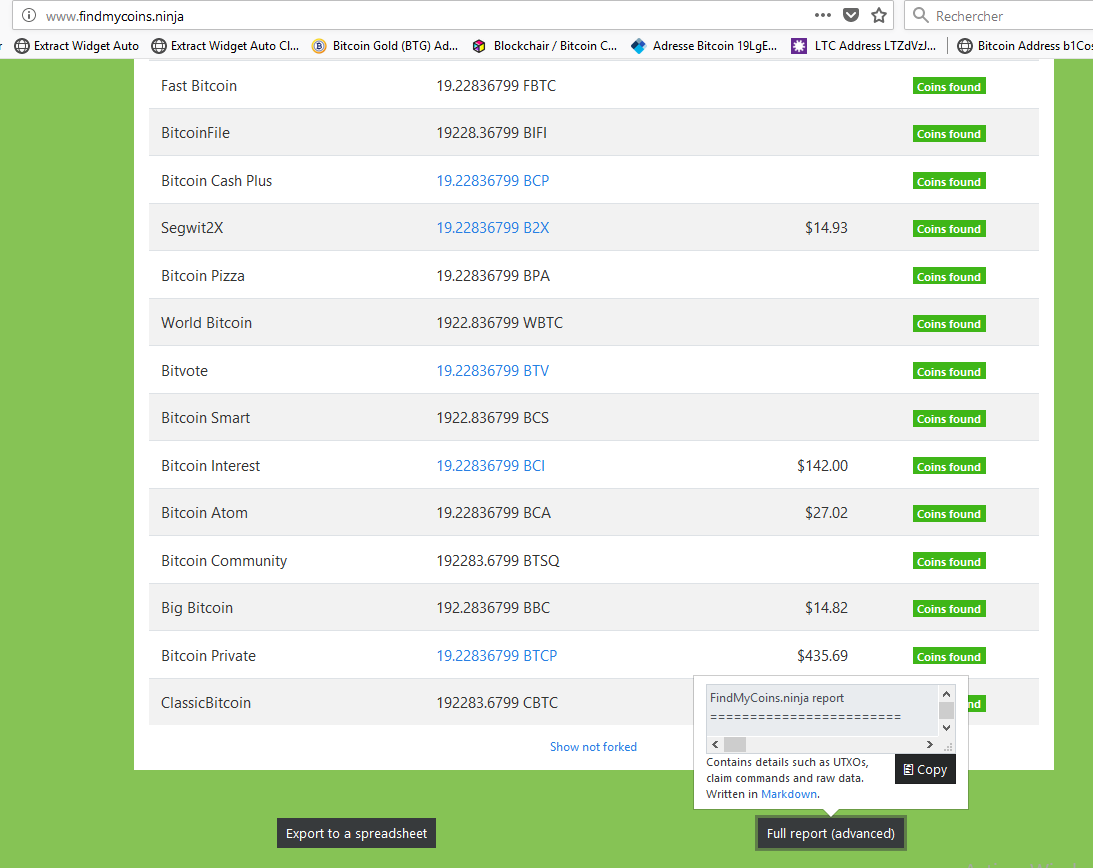 www.findmycoins.ninja
Rechercher
Extract Widget Auto
Extract Widget Auto Cl...
Bitcoin Gold (BTG) Ad...
Blockchair / Bitcoin C...
Adresse Bitcoin 19LgE...
LTC Address LTZdVzJ...
Bitcoin Address b1Cos
Fast Bitcoin 19.22836799 FBTC Coins found
BitcoinFile 19228.36799 BIFI Coins found
Bitcoin Cash Plus 19.22836799 BCP Coins found
Segwit2X 19.22836799 B2X $14.93 Coins found
Bitcoin Pizza 19.22836799 BPA Coins found
World Bitcoin 1922.836799 WBTC Coins found
Bitvote 19.22836799 BTV Coins found
Bitcoin Smart 1922.836799 BCS Coins found
Bitcoin Interest 19.22836799 BCI $142.00 Coins found
Bitcoin Atom 19.22836799 BCA $27.02 Coins found
Bitcoin Community 192283.6799 BTSQ Coins found
Big Bitcoin 192.2836799 BBC $14.82 Coins found
Bitcoin Private 19.22836799 BTCP $435.69 Coins found
ClassicBitcoin 192283.6799 CBTC nd
FindMyCoins.ninja report
========================
Show not forked
Contains details such as UTXOs,
claim commands and raw data.
Written in Markdown.
Copy
Export to a spreadsheet
Full report (advanced)